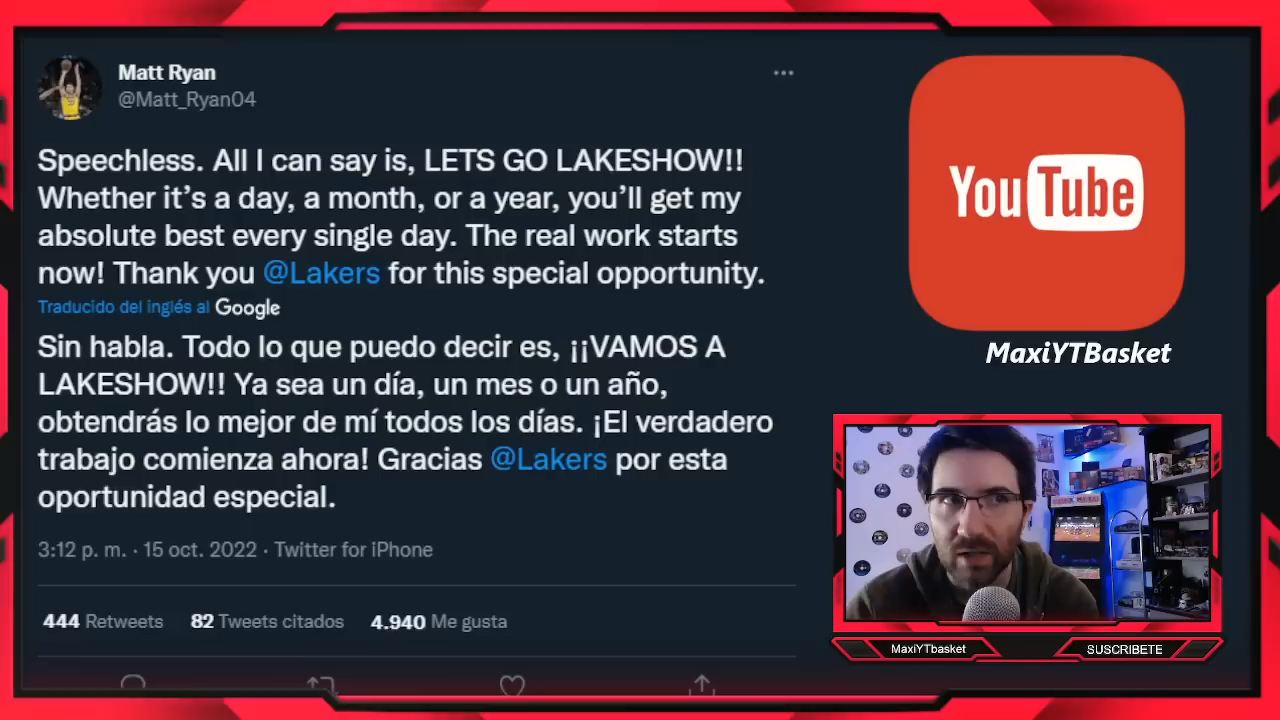 Matt Ryan
@Matt_Ryan04
Speechless. All I can say is, LETS GO LAKESHOW!!
Whether it's a day, a month, or a year, you'll get my
absolute best every single day. The real work starts
now! Thank you @Lakers for this special opportunity.
Traducido del inglés al Google
Sin habla. Todo lo que puedo decir es, ¡¡VAMOS A
LAKESHOW!! Ya sea un día, un mes o un año,
obtendrás lo mejor de mí todos los días. ¡El verdadero
trabajo comienza ahora! Gracias @Lakers por esta
oportunidad especial.
3:12 p. m. · 15 oct. 2022 · Twitter for iPhone
444 Retweets 82 Tweets citados 4.940 Me gusta
YouTube
MaxiYTBasket
MaxiYTbasket
SUSCRIBETE